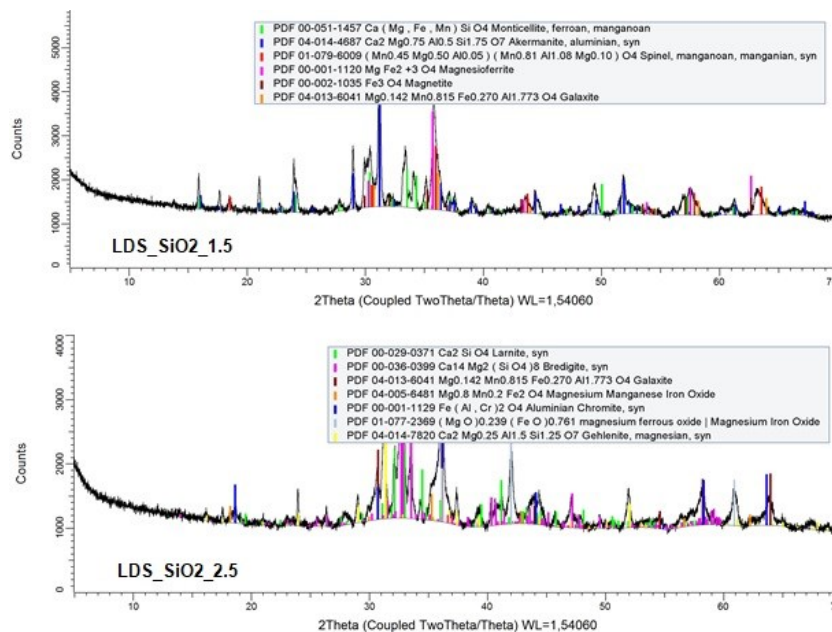 PDF 00-051-1457 Ca ( Mg , Fe , Mn ) Si O4 Monticellite, ferroan, manganoan
PDF 04-014-4687 Ca2 Mg0.75 Al0.5 Si1.75 O7 Akermanite, aluminian, syn
PDF 01-079-6009 ( Mn0.45 Mg0.50 Al0.05 ) ( Mn0.81 Al1.08 Mg0.10 ) O4 Spinel, manganoan, manganian, syn
PDF 00-001-1120 Mg Fe2 +3 O4 Magnesioferrite
PDF 00-002-1035 Fe3 O4 Magnetite
PDF 04-013-6041 Mg0.142 Mn0.815 Fe0.270 Al1.773 O4 Galaxite
Counts
5000
4000
3000
2000
1000
0
LDS_SiO2_1.5
10 20 30 40 50 60 70
2Theta (Coupled TwoTheta/Theta) WL=1,54060
PDF 00-029-0371 Ca2 Si O4 Larnite, syn
PDF 00-036-0399 Ca14 Mg2 ( Si O4 )8 Bredigite, syn
PDF 04-013-6041 Mg0.142 Mn0.815 Fe0.270 Al1.773 O4 Galaxite
PDF 04-005-6481 Mg0.8 Mn0.2 Fe2 O4 Magnesium Manganese Iron Oxide
PDF 00-001-1129 Fe ( Al , Cr )2 O4 Aluminian Chromite, syn
PDF 01-077-2369 ( Mg O )0.239 ( Fe O )0.761 magnesium ferrous oxide | Magnesium Iron Oxide
PDF 04-014-7820 Ca2 Mg0.25 Al1.5 Si1.25 O7 Gehlenite, magnesian, syn
Counts
4000
3000
2000
1000
0
LDS_SiO2_2.5
10 20 30 40 50 60
2Theta (Coupled TwoTheta/Theta) WL=1,54060